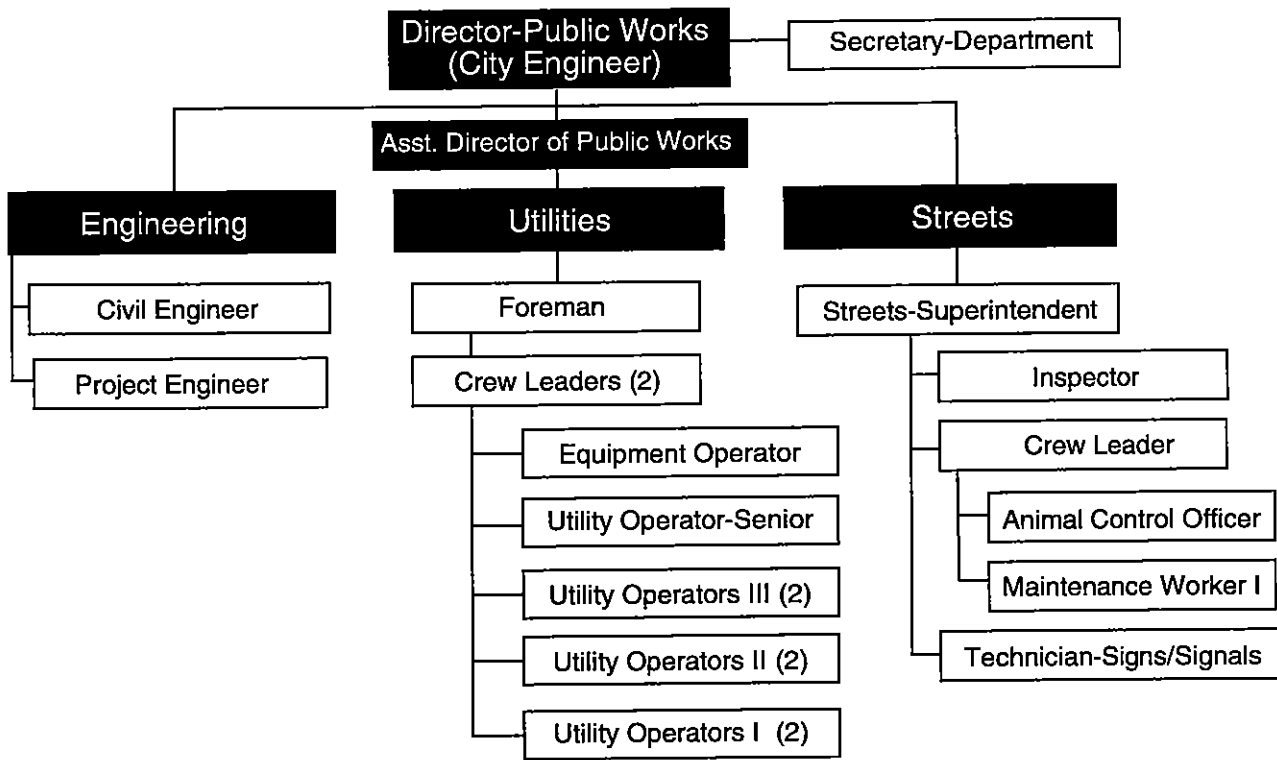 Director-Public Works
(City Engineer)
Secretary-Department
Asst. Director of Public Works
Engineering
Civil Engineer
Project Engineer
Utilities
Foreman
Crew Leaders (2)
Equipment Operator
Utility Operator-Senior
Utility Operators III (2)
Utility Operators II (2)
Utility Operators I (2)
Streets
Streets-Superintendent
Inspector
Crew Leader
Animal Control Officer
Maintenance Worker I
Technician-Signs/Signals